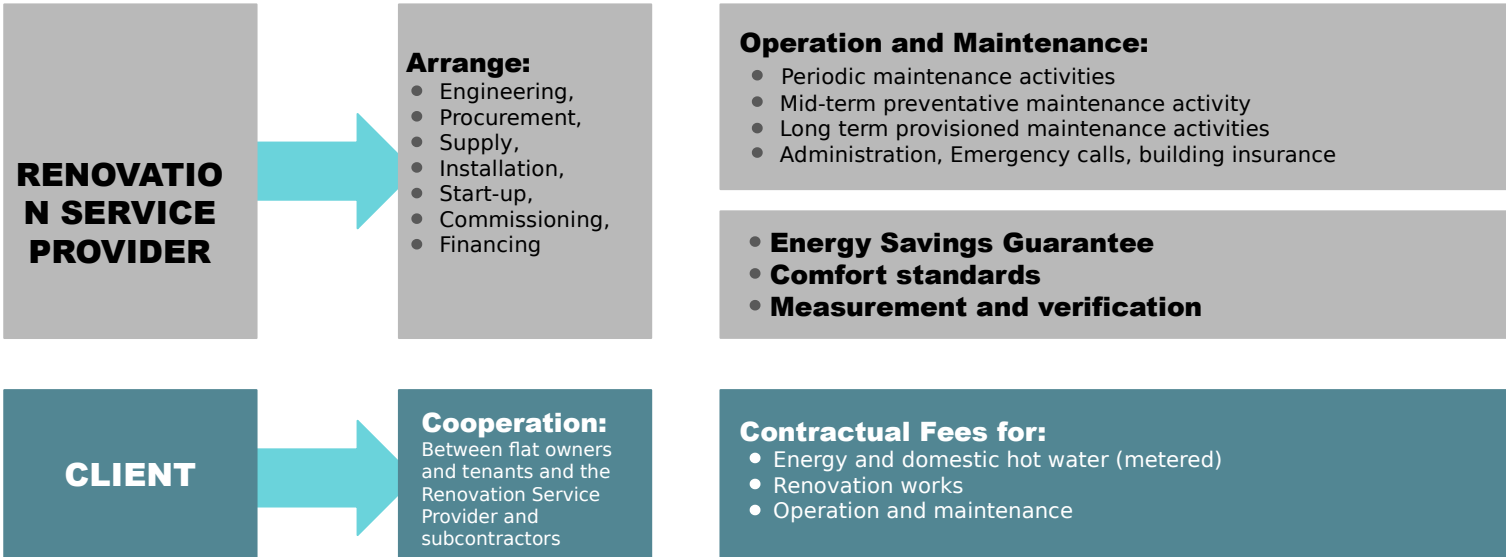 RENOVATIO
N SERVICE
PROVIDER
Arrange:
• Engineering,
• Procurement,
• Supply,
• Installation,
• Start-up,
• Commissioning,
• Financing
Operation and Maintenance:
• Periodic maintenance activities
• Mid-term preventative maintenance activity
• Long term provisioned maintenance activities
• Administration, Emergency calls, building insurance
• Energy Savings Guarantee
• Comfort standards
• Measurement and verification
CLIENT
Cooperation:
Between flat owners
and tenants and the
Renovation Service
Provider and
subcontractors
Contractual Fees for:
• Energy and domestic hot water (metered)
• Renovation works
• Operation and maintenance